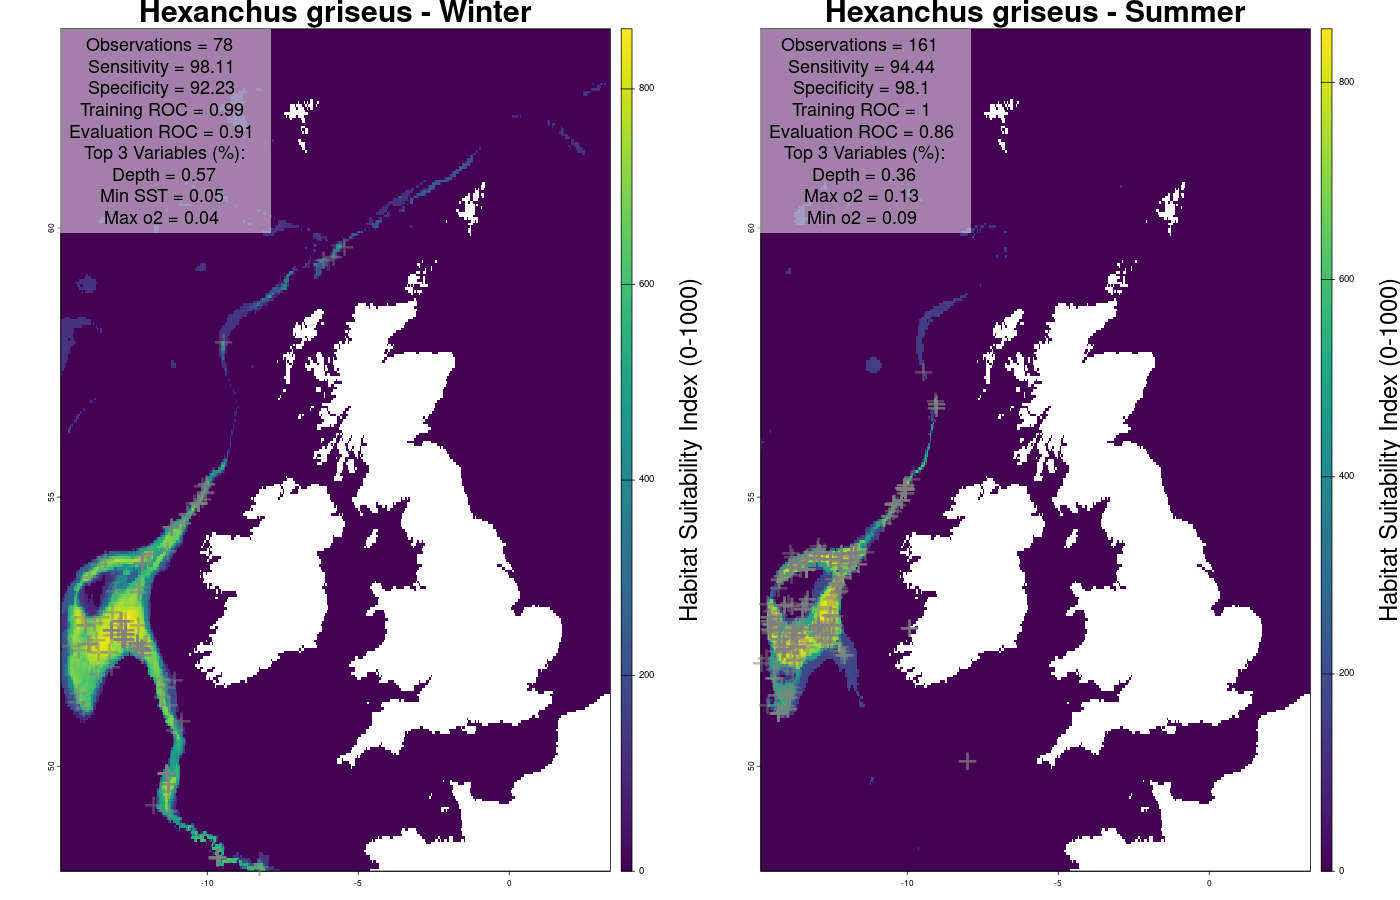 Hexanchus griseus - Winter
Observations = 78
Sensitivity = 98.11
Specificity = 92.23
Training ROC = 0.99
Evaluation ROC = 0.91
Top 3 Variables (%):
Depth = 0.57
Min SST = 0.05
Max o2 = 0.04
60
55
50
-10
-5
0
800
600
400
200
0
Habitat Suitability Index (0-1000)
Hexanchus griseus - Summer
Observations = 161
Sensitivity = 94.44
Specificity = 98.1
Training ROC = 1
Evaluation ROC = 0.86
Top 3 Variables (%):
Depth = 0.36
Max o2 = 0.13
Min o2 = 0.09
60
55
50
-10
-5
0
800
600
400
200
0
Habitat Suitability Index (0-1000)